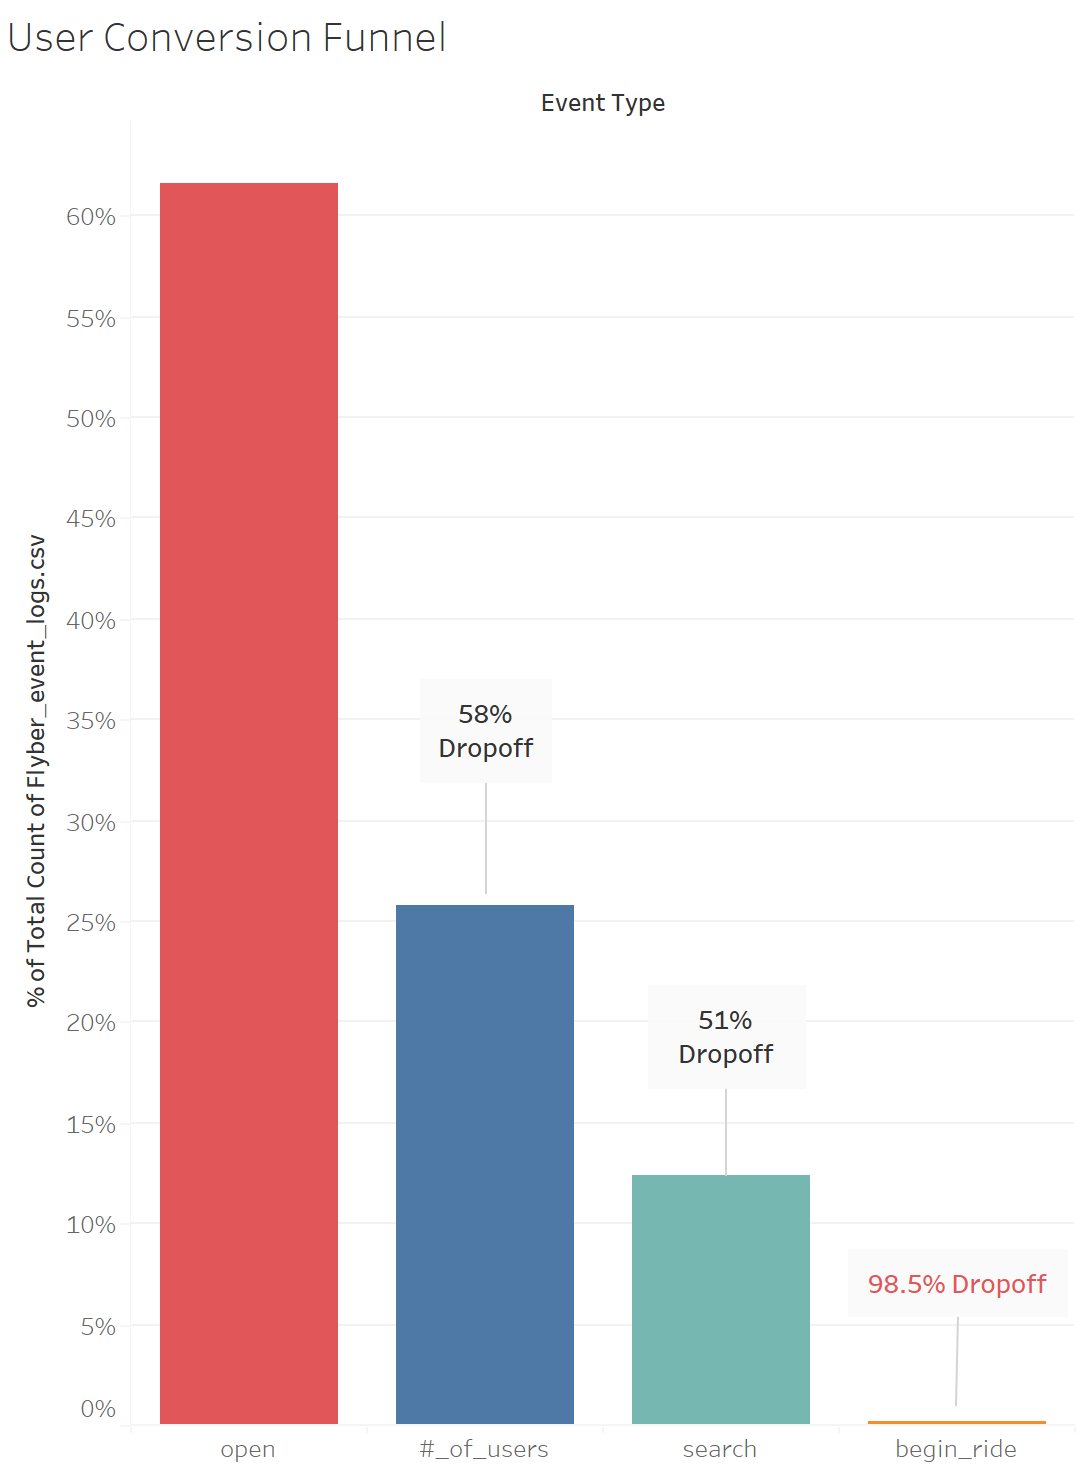 User Conversion Funnel
Event Type
% of Total Count of Flyber_event_logs.csv
60%
55%
50%
45%
40%
35%
30%
25%
20%
15%
10%
5%
0%
58%
Dropoff
51%
Dropoff
98.5% Dropoff
open
#_of_users
search
begin_ride